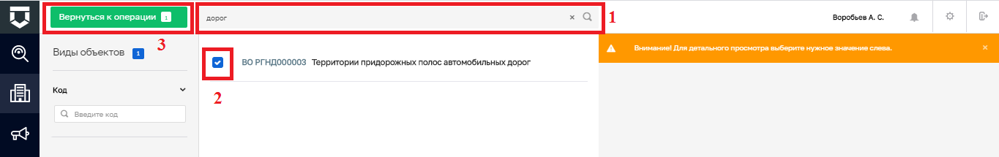 Вернуться к операции 1
дорог
1
Воробьев А. С.
3
Виды объектов 1
ВО РГНД000003 Территории придорожных полос автомобильных дорог
Внимание! Для детального просмотра выберите нужное значение слева.
2
Код
Введите код